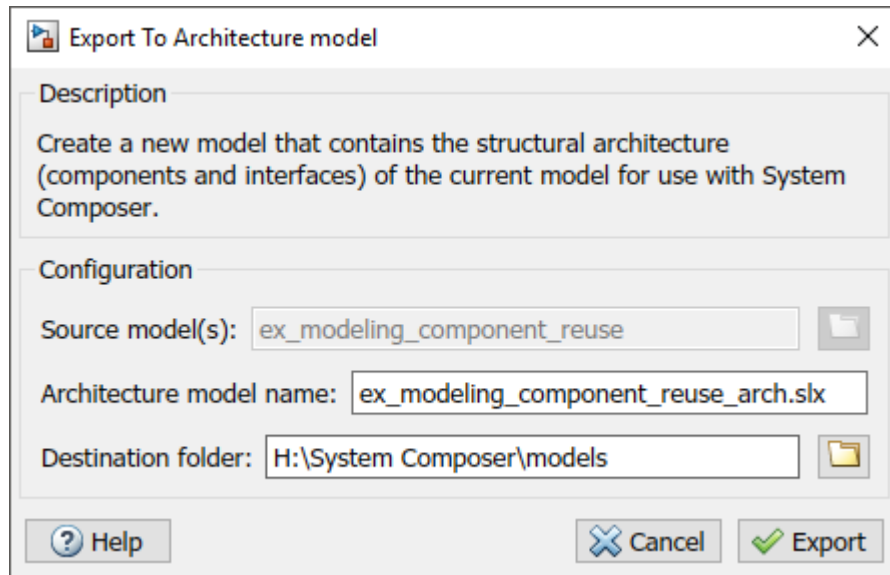 Export To Architecture model
Description
Create a new model that contains the structural architecture
(components and interfaces) of the current model for use with System
Composer.
Configuration
Source model(s): ex_modeling_component_reuse
Architecture model name: ex_modeling_component_reuse_arch.slx
Destination folder: H:\System Composer\models
? Help Cancel Export